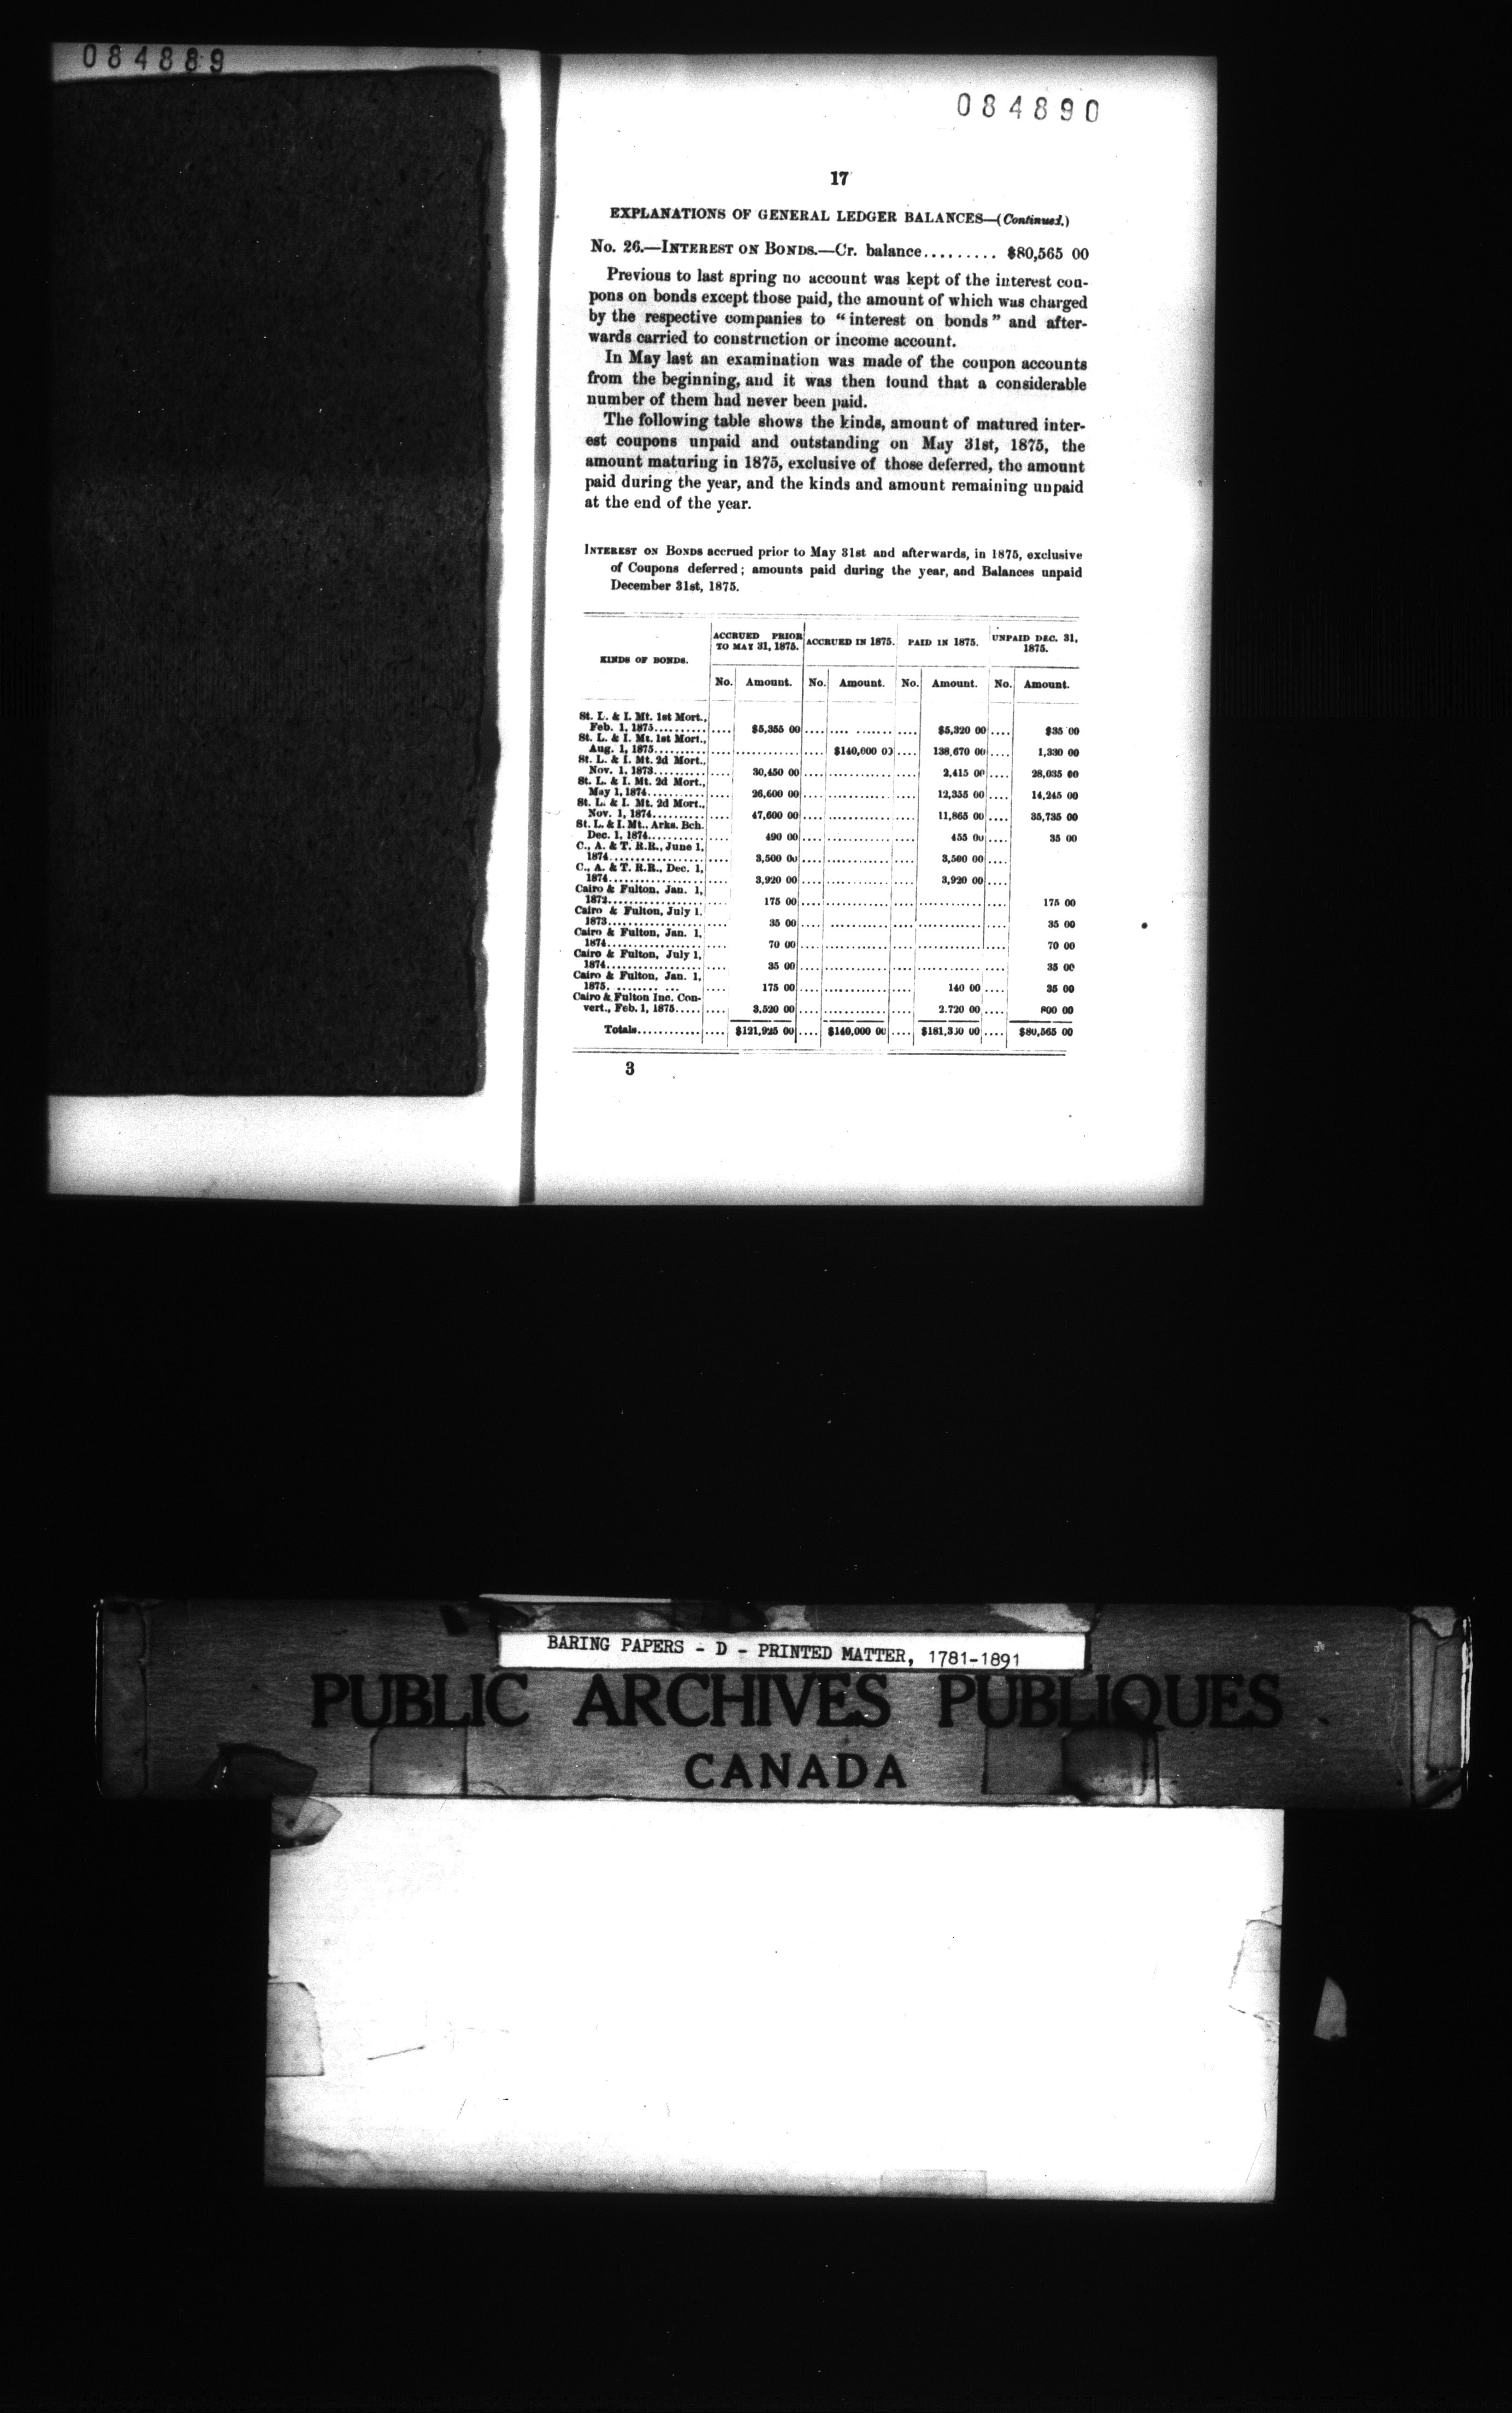 084889
084890
17
EXPLANATIONS OF GENERAL LEDGER BALANCES—(Continued.)
No. 26.—INTEREST ON BONDS.—Cr. balance......... $80,565 00
Previous to last spring no account was kept of the interest cou-
pons on bonds except those paid, the amount of which was charged
by the respective companies to “interest on bonds” and after-
wards carried to construction or income account.
In May last an examination was made of the coupon accounts
from the beginning, and it was then found that a considerable
number of them had never been paid.
The following table shows the kinds, amount of matured inter-
est coupons unpaid and outstanding on May 31st, 1875, the
amount maturing in 1875, exclusive of those deferred, the amount
paid during the year, and the kinds and amount remaining unpaid
at the end of the year.
INTEREST ON BONDS accrued prior to May 31st and afterwards, in 1875, exclusive
of Coupons deferred; amounts paid during the year, and Balances unpaid
December 31st, 1875.
KINDS OF BONDS. ACCRUED PRIOR TO MAY 31, 1875. ACCRUED IN 1875. PAID IN 1875. UNPAID DEC. 31, 1875.
No. Amount. No. Amount. No. Amount. No. Amount.
St. L. & I. Mt. 1st Mort.,
Feb. 1, 1875.......... .... $5,355 00 .... .... ....... .... $5,320 00 .... $35 00
St. L. & I. Mt. 1st Mort.,
Aug. 1, 1875.......... .... ............ .... $140,000 00 .... 138,670 00 .... 1,330 00
St. L. & I. Mt. 2d Mort.,
Nov. 1, 1873.......... .... 30,450 00 .... ............ .... 2,415 00 .... 28,035 00
St. L. & I. Mt. 2d Mort.,
May 1, 1874........... .... 26,600 00 .... ............ .... 12,355 00 .... 14,245 00
St. L. & I. Mt. 2d Mort.,
Nov. 1, 1874.......... .... 47,600 00 .... ............ .... 11,865 00 .... 35,735 00
St. L. & I. Mt., Arks. Bch.
Dec. 1, 1874.......... .... 490 00 .... ............ .... 455 00 .... 35 00
C., A. & T. R.R., June 1,
1874.................. .... 3,500 00 .... ............ .... 3,500 00 ....
C., A. & T. R.R., Dec. 1,
1874.................. .... 3,920 00 .... ............ .... 3,920 00 ....
Cairo & Fulton, Jan. 1,
1872.................. .... 175 00 .... ............ .... ............ .... 175 00
Cairo & Fulton, July 1,
1873.................. .... 35 00 .... ............ .... ............ .... 35 00
Cairo & Fulton, Jan. 1,
1874.................. .... 70 00 .... ............ .... ............ .... 70 00
Cairo & Fulton, July 1,
1874.................. .... 35 00 .... ............ .... ............ .... 35 00
Cairo & Fulton, Jan. 1,
1875. ........ ... .... 175 00 .... ............ .... 140 00 .... 35 00
Cairo & Fulton Inc. Con-
vert., Feb. 1, 1875..... .... 3,520 00 .... ............ .... 2.720 00 .... 800 00
Totals............ .... $121,925 00 .... $140,000 00 .... $181,360 00 .... $80,565 00
3
BARING PAPERS - D - PRINTED MATTER, 1781-1891
PUBLIC ARCHIVES PUBLIQUES
CANADA